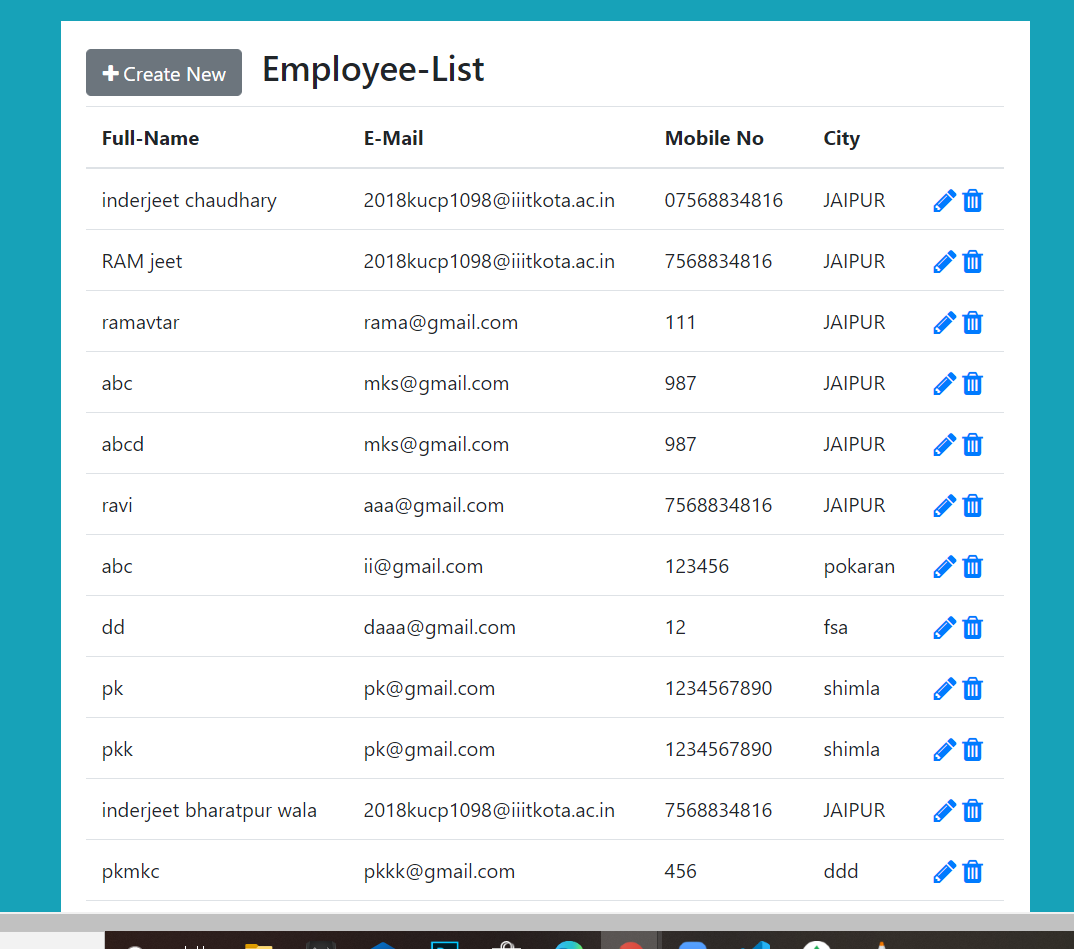 Create New Employee-List
Full-Name E-Mail Mobile No City
inderjeet chaudhary 2018kucp1098@iiitkota.ac.in 07568834816 JAIPUR
RAM jeet 2018kucp1098@iiitkota.ac.in 7568834816 JAIPUR
ramavtar rama@gmail.com 111 JAIPUR
abc mks@gmail.com 987 JAIPUR
abcd mks@gmail.com 987 JAIPUR
ravi aaa@gmail.com 7568834816 JAIPUR
abc ii@gmail.com 123456 pokaran
dd daaa@gmail.com 12 fsa
pk pk@gmail.com 1234567890 shimla
pkk pk@gmail.com 1234567890 shimla
inderjeet bharatpur wala 2018kucp1098@iiitkota.ac.in 7568834816 JAIPUR
pkmkc pkkk@gmail.com 456 ddd